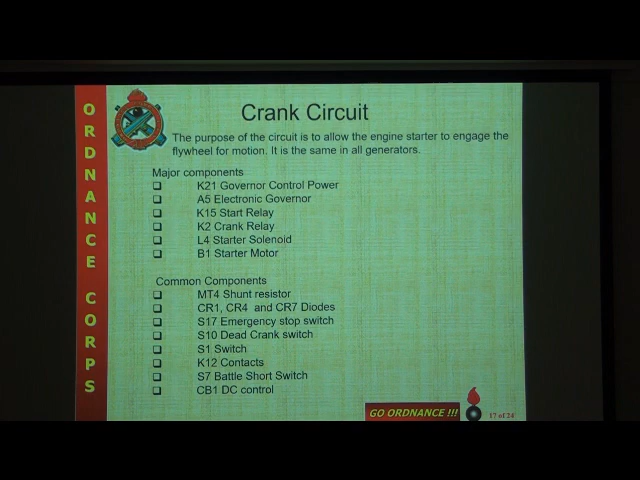 ORDNANCE CORPS
Crank Circuit
The purpose of the circuit is to allow the engine starter to engage the
flywheel for motion. It is the same in all generators.
Major components
K21 Governor Control Power
A5 Electronic Governor
K15 Start Relay
K2 Crank Relay
L4 Starter Solenoid
B1 Starter Motor
Common Components
MT4 Shunt resistor
CR1, CR4 and CR7 Diodes
S17 Emergency stop switch
S10 Dead Crank switch
S1 Switch
K12 Contacts
S7 Battle Short Switch
CB1 DC control
GO ORDNANCE !!!
17 of 24